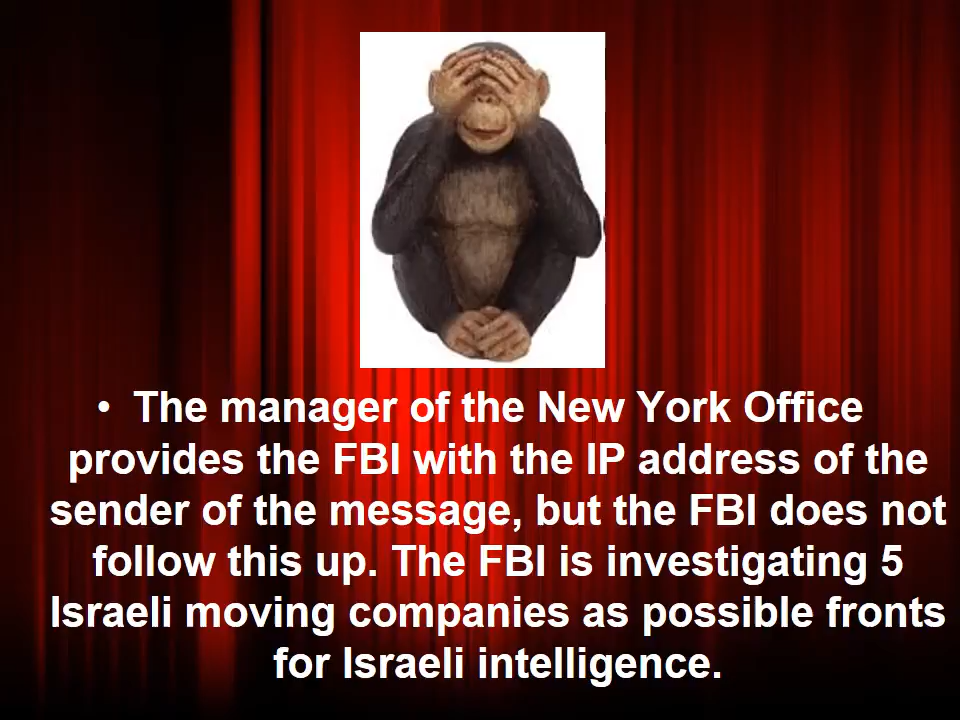 • The manager of the New York Office
provides the FBI with the IP address of the
sender of the message, but the FBI does not
follow this up. The FBI is investigating 5
Israeli moving companies as possible fronts
for Israeli intelligence.